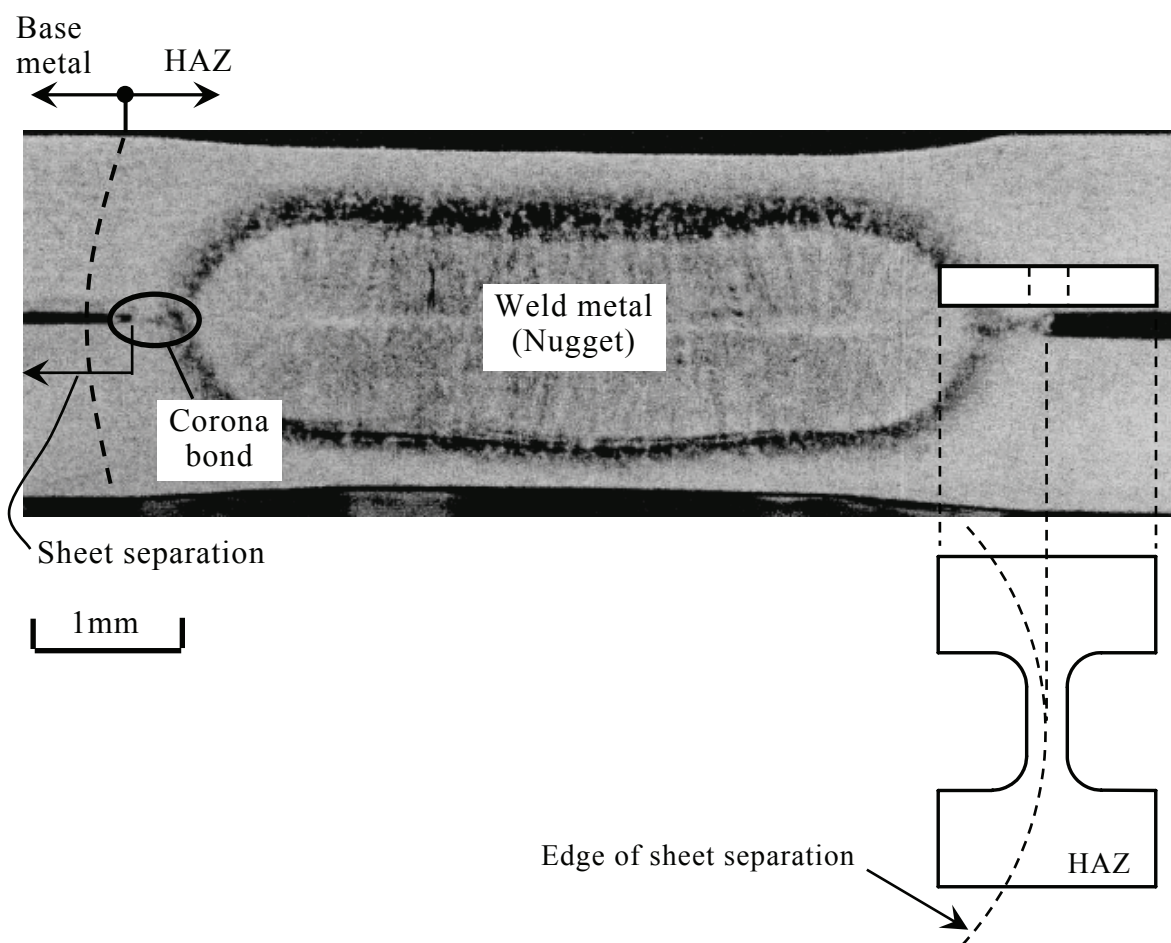 Base
metal
HAZ
Weld metal
(Nugget)
Corona
bond
Sheet separation
1mm
Edge of sheet separation
HAZ